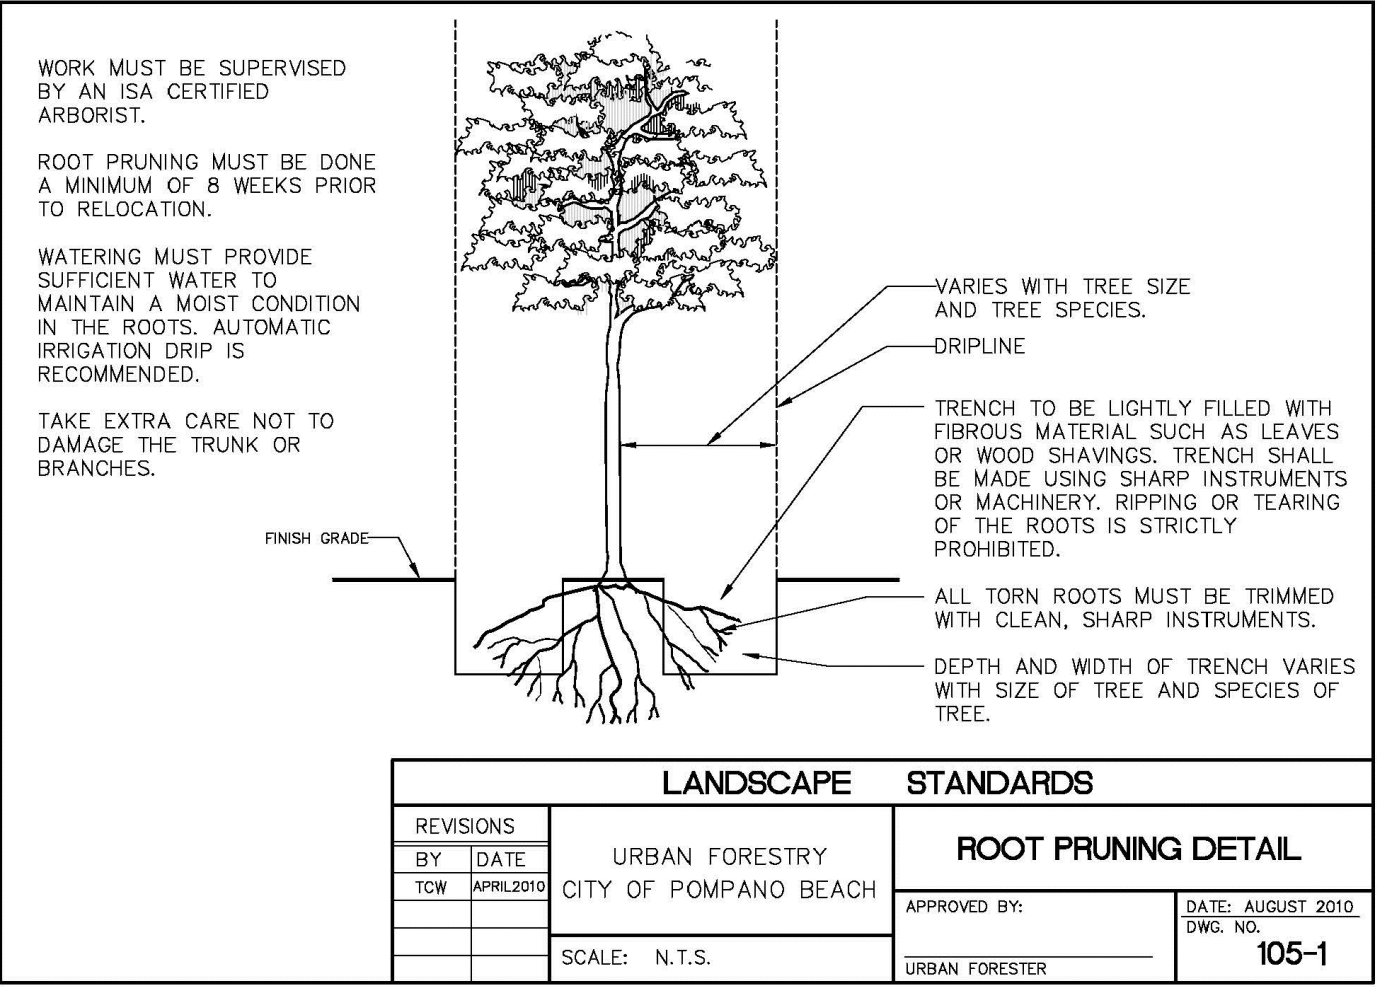 WORK MUST BE SUPERVISED
BY AN ISA CERTIFIED
ARBORIST.
ROOT PRUNING MUST BE DONE
A MINIMUM OF 8 WEEKS PRIOR
TO RELOCATION.
WATERING MUST PROVIDE
SUFFICIENT WATER TO
MAINTAIN A MOIST CONDITION
IN THE ROOTS. AUTOMATIC
IRRIGATION DRIP IS
RECOMMENDED.
TAKE EXTRA CARE NOT TO
DAMAGE THE TRUNK OR
BRANCHES.
FINISH GRADE
VARIES WITH TREE SIZE
AND TREE SPECIES.
DRIPLINE
TRENCH TO BE LIGHTLY FILLED WITH
FIBROUS MATERIAL SUCH AS LEAVES
OR WOOD SHAVINGS. TRENCH SHALL
BE MADE USING SHARP INSTRUMENTS
OR MACHINERY. RIPPING OR TEARING
OF THE ROOTS IS STRICTLY
PROHIBITED.
ALL TORN ROOTS MUST BE TRIMMED
WITH CLEAN, SHARP INSTRUMENTS.
DEPTH AND WIDTH OF TRENCH VARIES
WITH SIZE OF TREE AND SPECIES OF
TREE.
LANDSCAPE STANDARDS
REVISIONS
BY DATE
TCW APRIL2010
URBAN FORESTRY
CITY OF POMPANO BEACH
SCALE: N.T.S.
ROOT PRUNING DETAIL
APPROVED BY:
URBAN FORESTER
DATE: AUGUST 2010
DWG. NO.
105-1